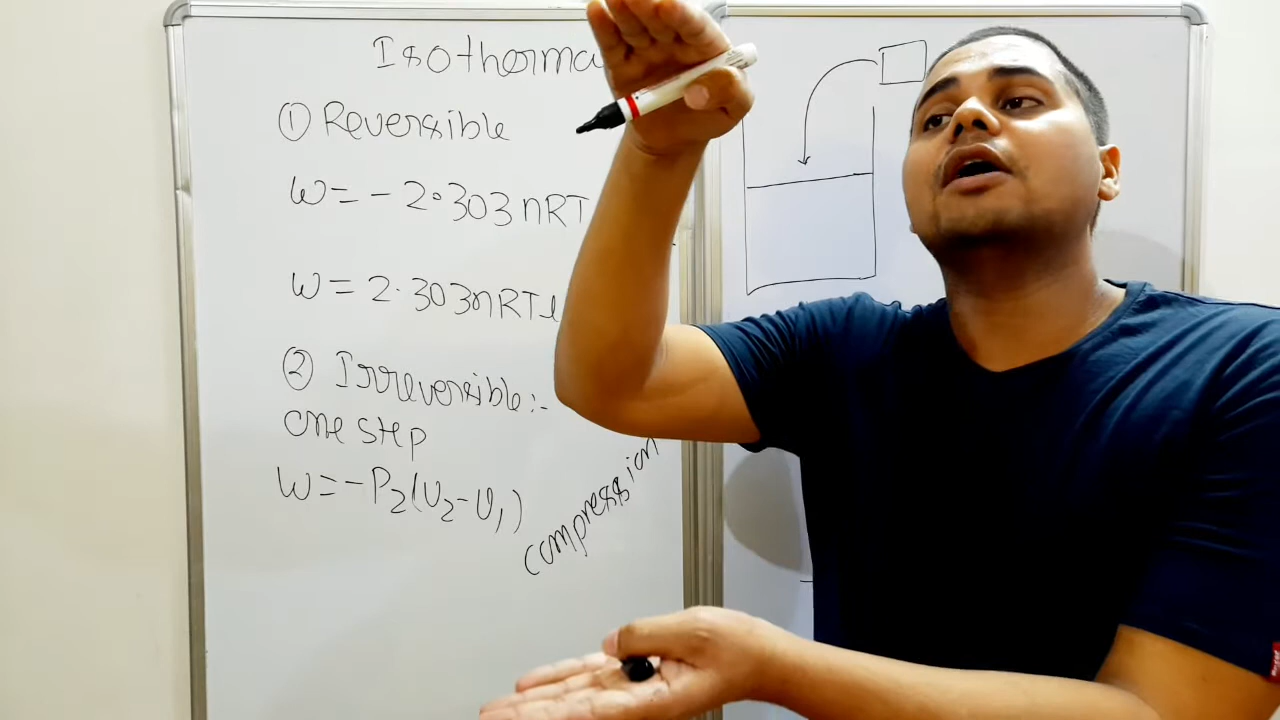 Isotherma
① Reversible
W = -2.303 nRT
W = 2.303nRT
② Irreversible:-
one step
W = -P₂(V₂-V₁)
compression